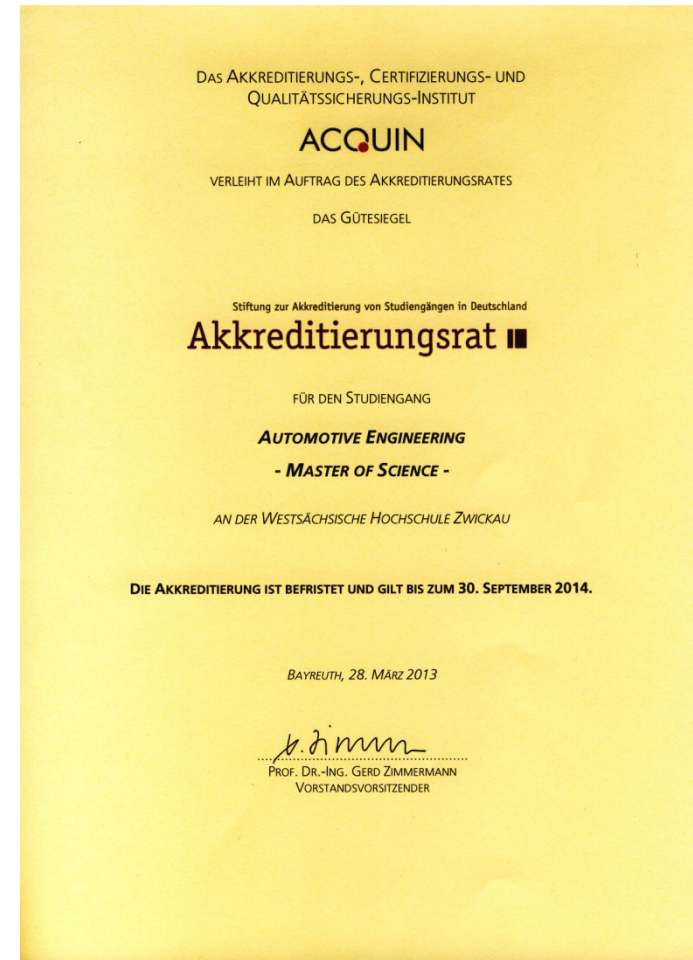 DAS AKKREDITIERUNGS-, CERTIFIZIERUNGS- UND
QUALITÄTSSICHERUNGS-INSTITUT
ACQUIN
VERLEIHT IM AUFTRAG DES AKKREDITIERUNGSRATES
DAS GÜTESIEGEL
Stiftung zur Akkreditierung von Studiengängen in Deutschland
Akkreditierungsrat
FÜR DEN STUDIENGANG
AUTOMOTIVE ENGINEERING
- MASTER OF SCIENCE -
AN DER WESTSÄCHSISCHE HOCHSCHULE ZWICKAU
DIE AKKREDITIERUNG IST BEFRISTET UND GILT BIS ZUM 30. SEPTEMBER 2014.
BAYREUTH, 28. MÄRZ 2013
G. Zimmermann
PROF. DR.-ING. GERD ZIMMERMANN
VORSTANDSVORSITZENDER